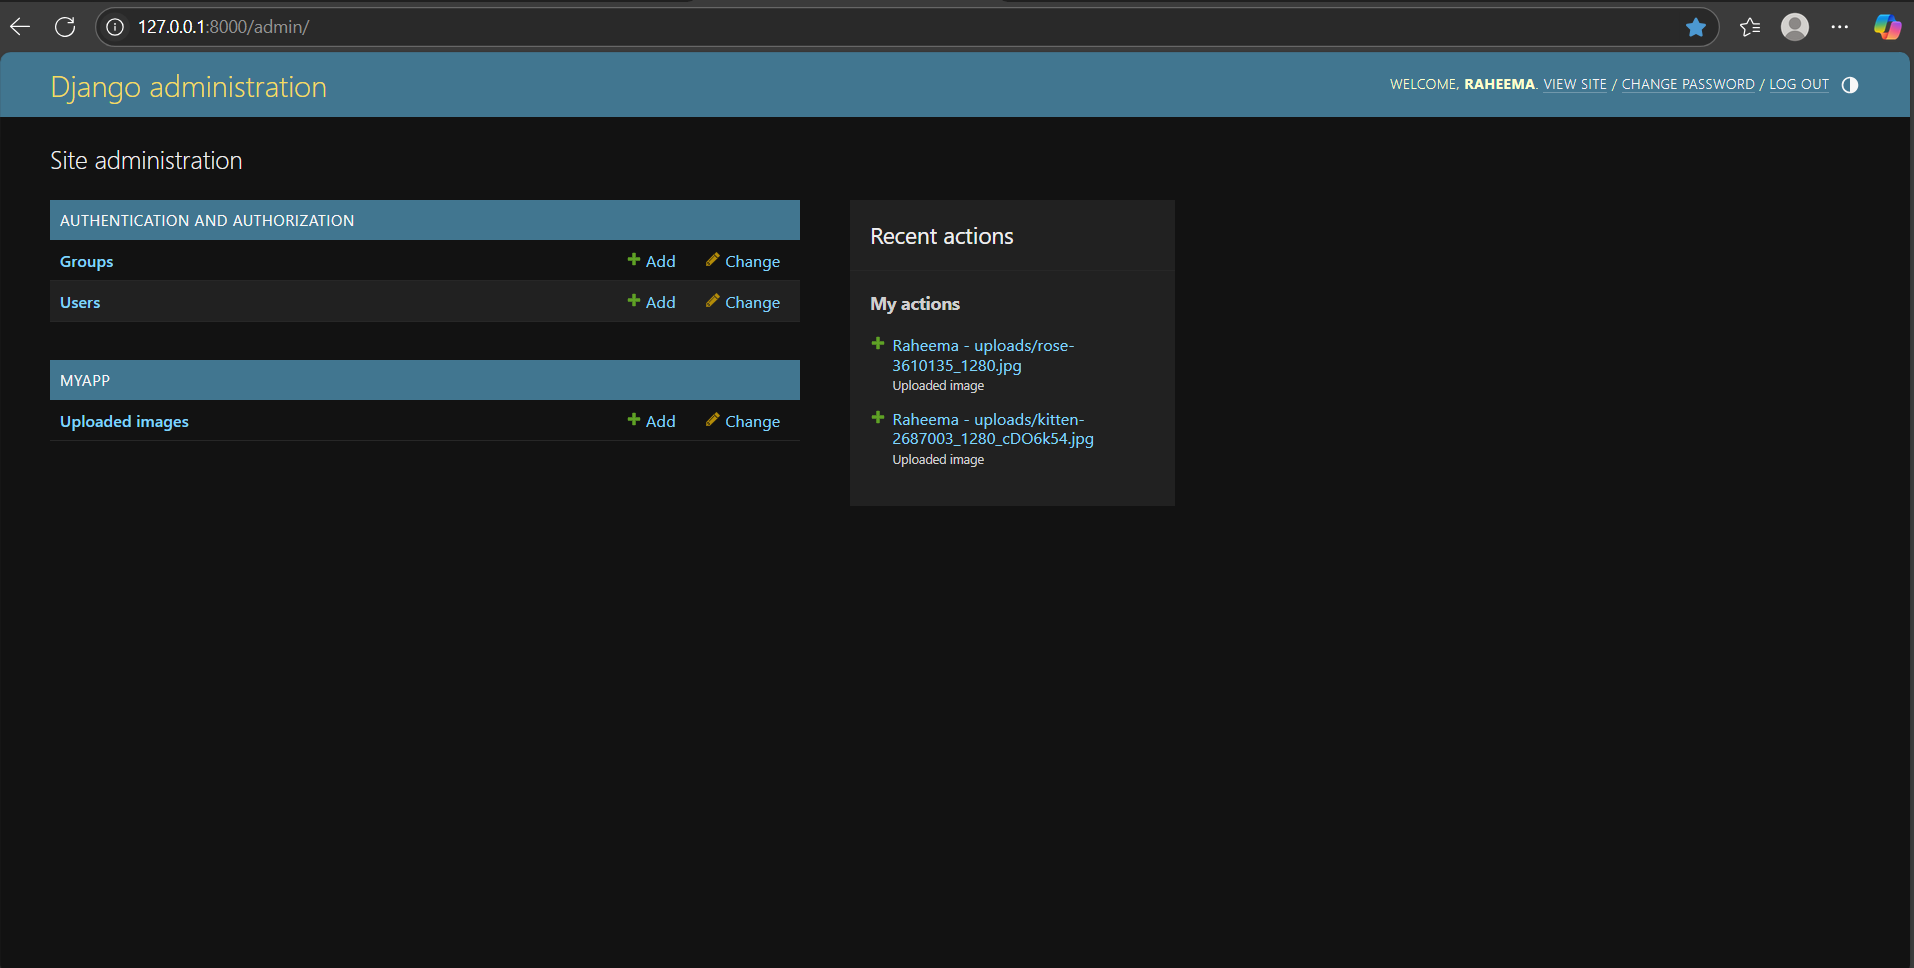 127.0.0.1:8000/admin/
Django administration
WELCOME, RAHEEMA. VIEW SITE / CHANGE PASSWORD / LOG OUT
Site administration
AUTHENTICATION AND AUTHORIZATION
Groups Add Change
Users Add Change
MYAPP
Uploaded images Add Change
Recent actions
My actions
Raheema - uploads/rose-
3610135_1280.jpg
Uploaded image
Raheema - uploads/kitten-
2687003_1280_cDO6k54.jpg
Uploaded image